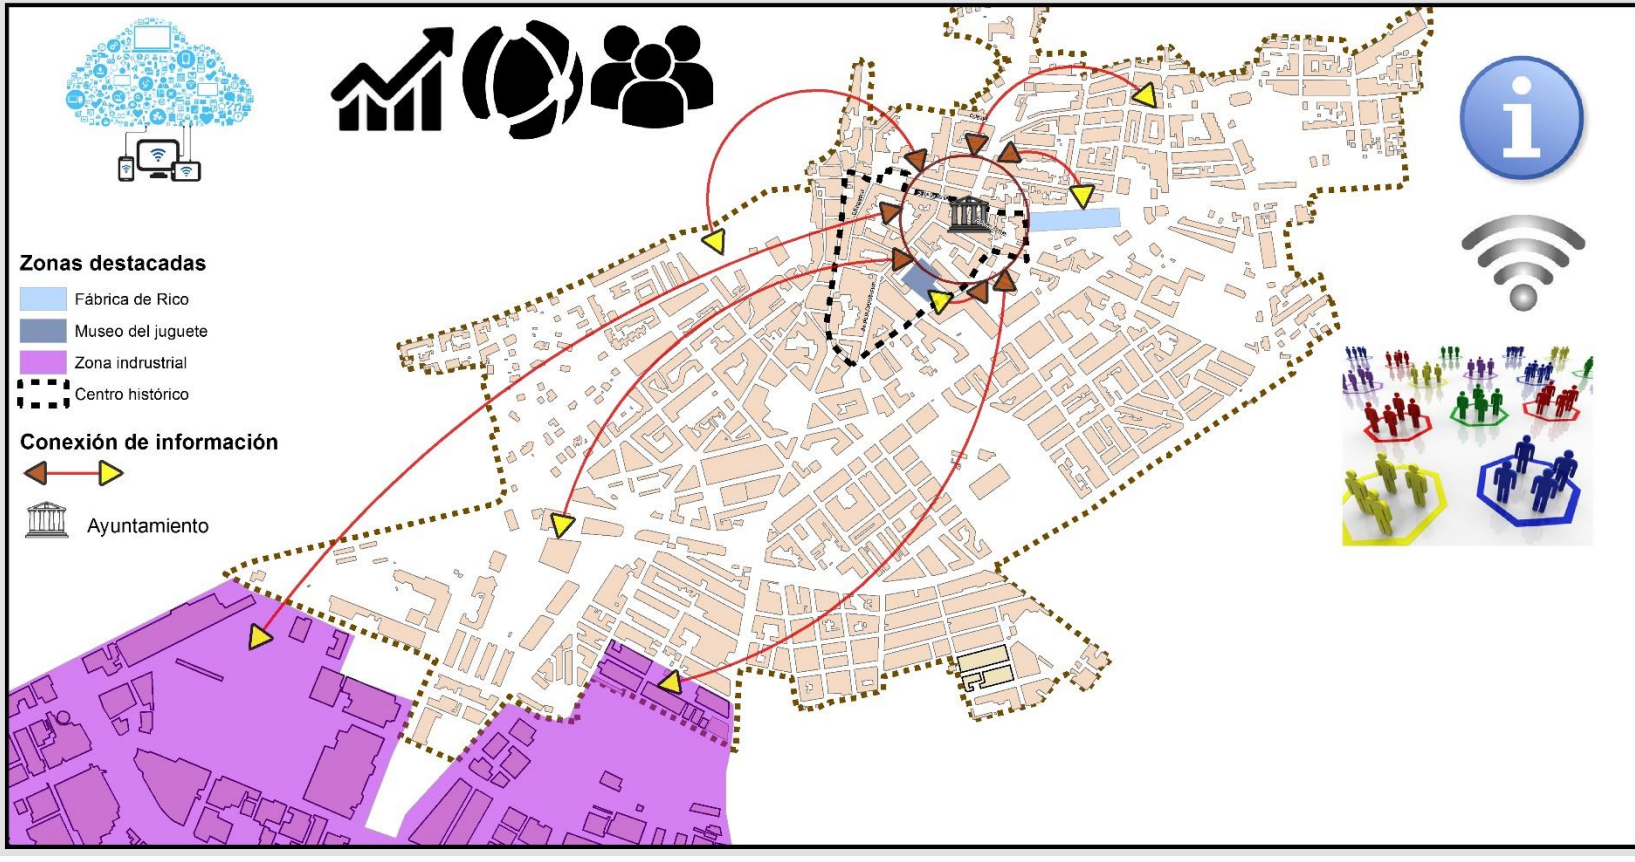 Zonas destacadas
Fábrica de Rico
Museo del juguete
Zona indrustrial
Centro histórico
Conexión de información
Ayuntamiento
i